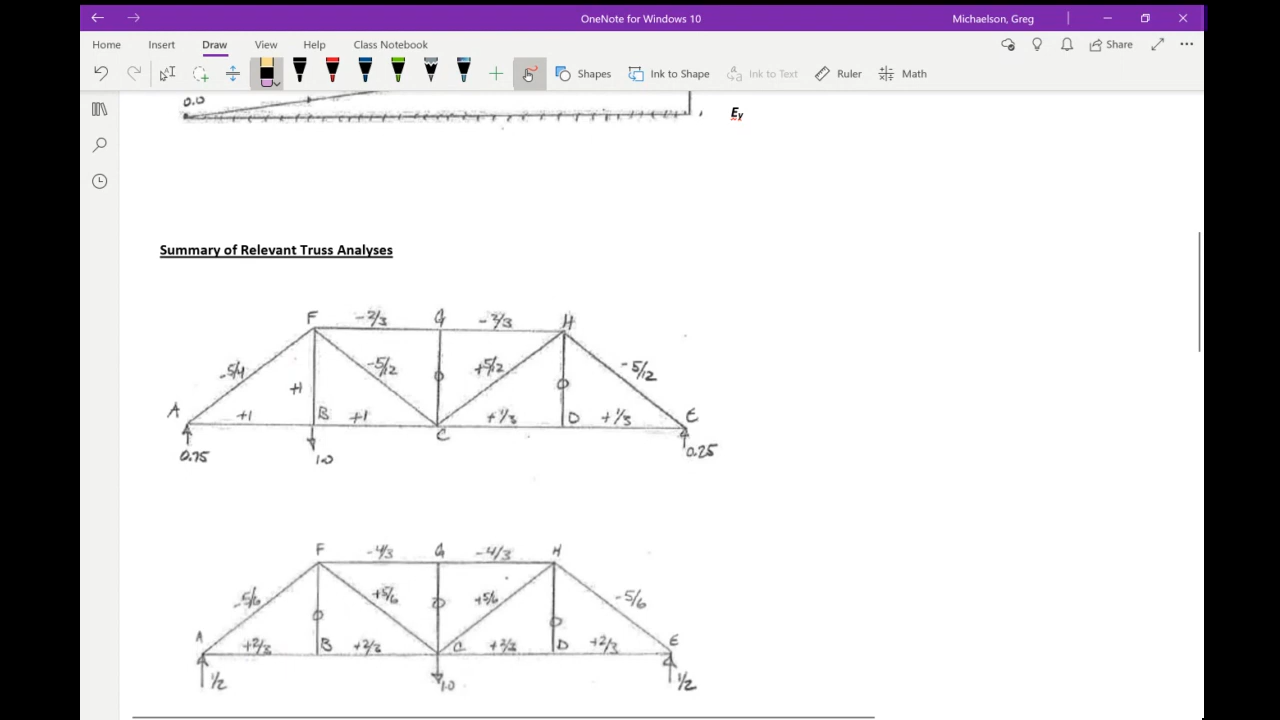 OneNote for Windows 10
Michaelson, Greg
Home Insert Draw View Help Class Notebook
Share
Shapes Ink to Shape Ink to Text Ruler Math
0.0
Ey
Summary of Relevant Truss Analyses
F -2/3 G -2/3 H
-5/4 +1 -5/12 0 +5/12 0 -5/12
A +1 B +1 C +1/3 D +1/3 E
0.75 1.0 0.25
F -4/3 G -4/3 H
-5/6 0 +5/6 0 +5/6 0 -5/6
A +2/3 B +2/3 C +2/3 D +2/3 E
1/2 1.0 1/2